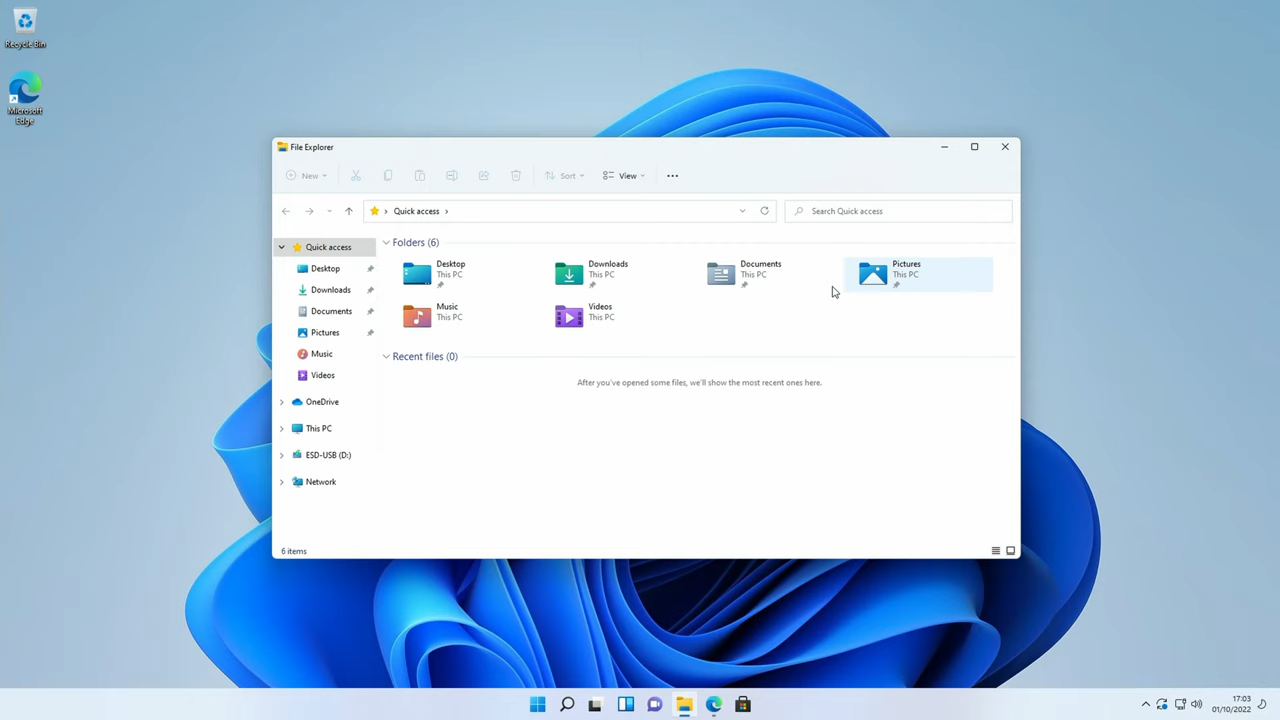 Recycle Bin
Microsoft
Edge
File Explorer
New
Sort
View
Quick access
Search Quick access
Quick access
Desktop
Downloads
Documents
Pictures
Music
Videos
OneDrive
This PC
ESD-USB (D:)
Network
Folders (6)
Desktop
This PC
Downloads
This PC
Documents
This PC
Pictures
This PC
Music
This PC
Videos
This PC
Recent files (0)
After you've opened some files, we'll show the most recent ones here.
6 items
17:03
01/10/2022